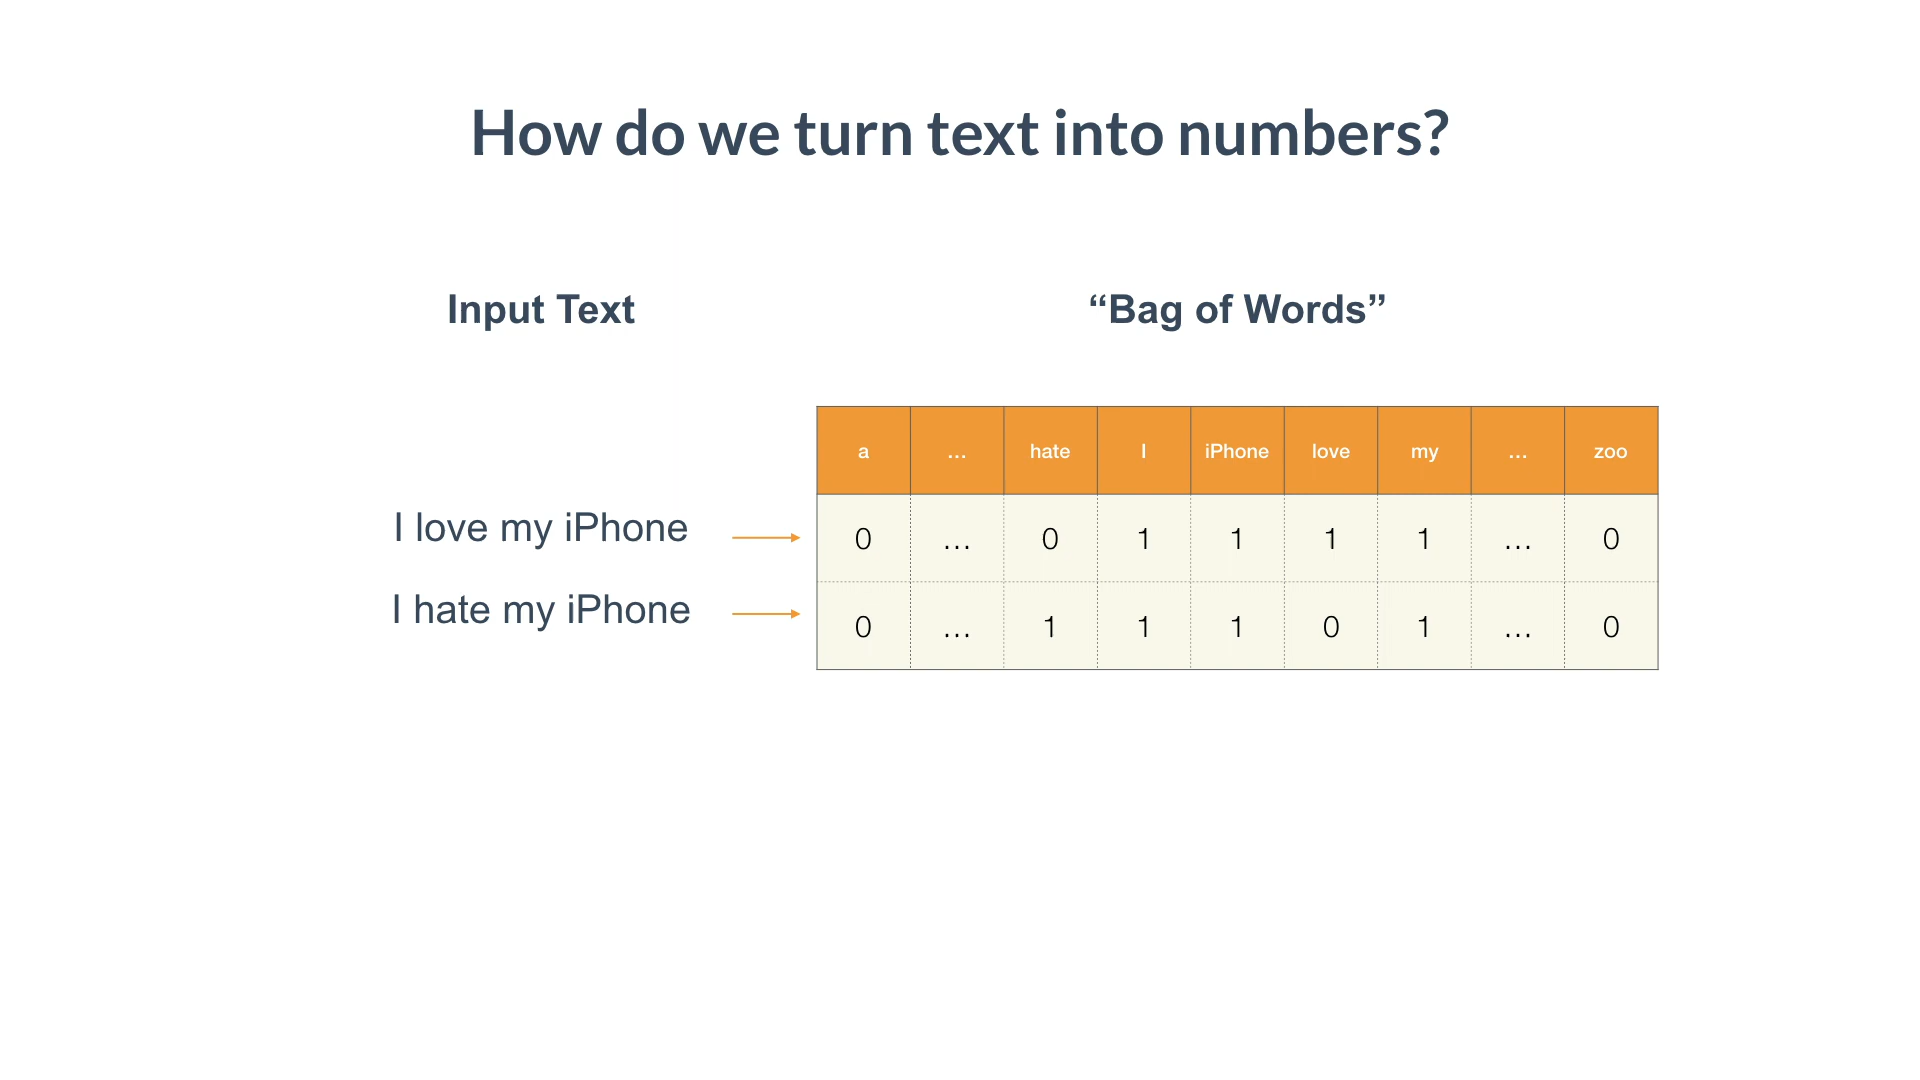 How do we turn text into numbers?
Input Text
“Bag of Words”
a … hate I iPhone love my … zoo
I love my iPhone 0 … 0 1 1 1 1 … 0
I hate my iPhone 0 … 1 1 1 0 1 … 0